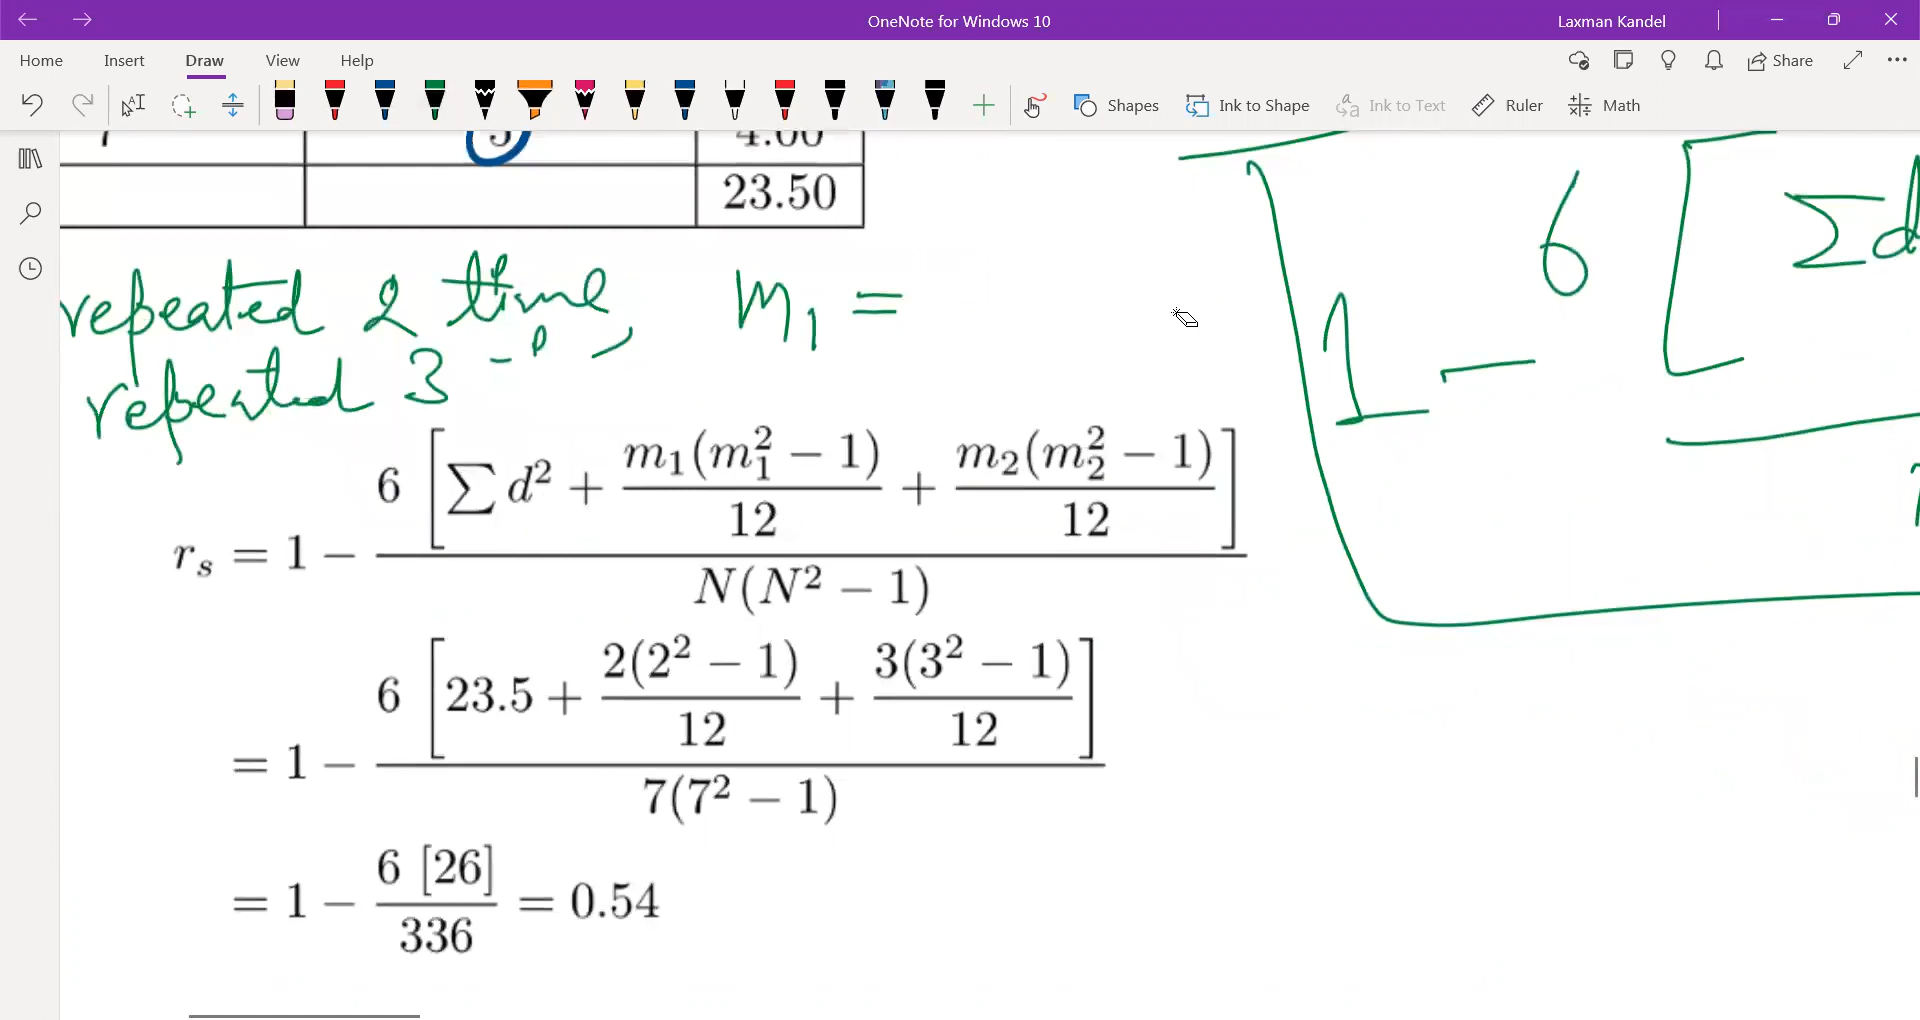 OneNote for Windows 10
Laxman Kandel
Home Insert Draw View Help Share
Shapes Ink to Shape Ink to Text Ruler Math
4.00
23.50
repeated 2 time, m₁ =
repeated 3
r_s = 1 − 6 [∑ d² + m₁(m₁² − 1)/12 + m₂(m₂² − 1)/12] / N(N² − 1)
= 1 − 6 [23.5 + 2(2² − 1)/12 + 3(3² − 1)/12] / 7(7² − 1)
= 1 − 6 [26]/336 = 0.54
1 − 6 [ Σd